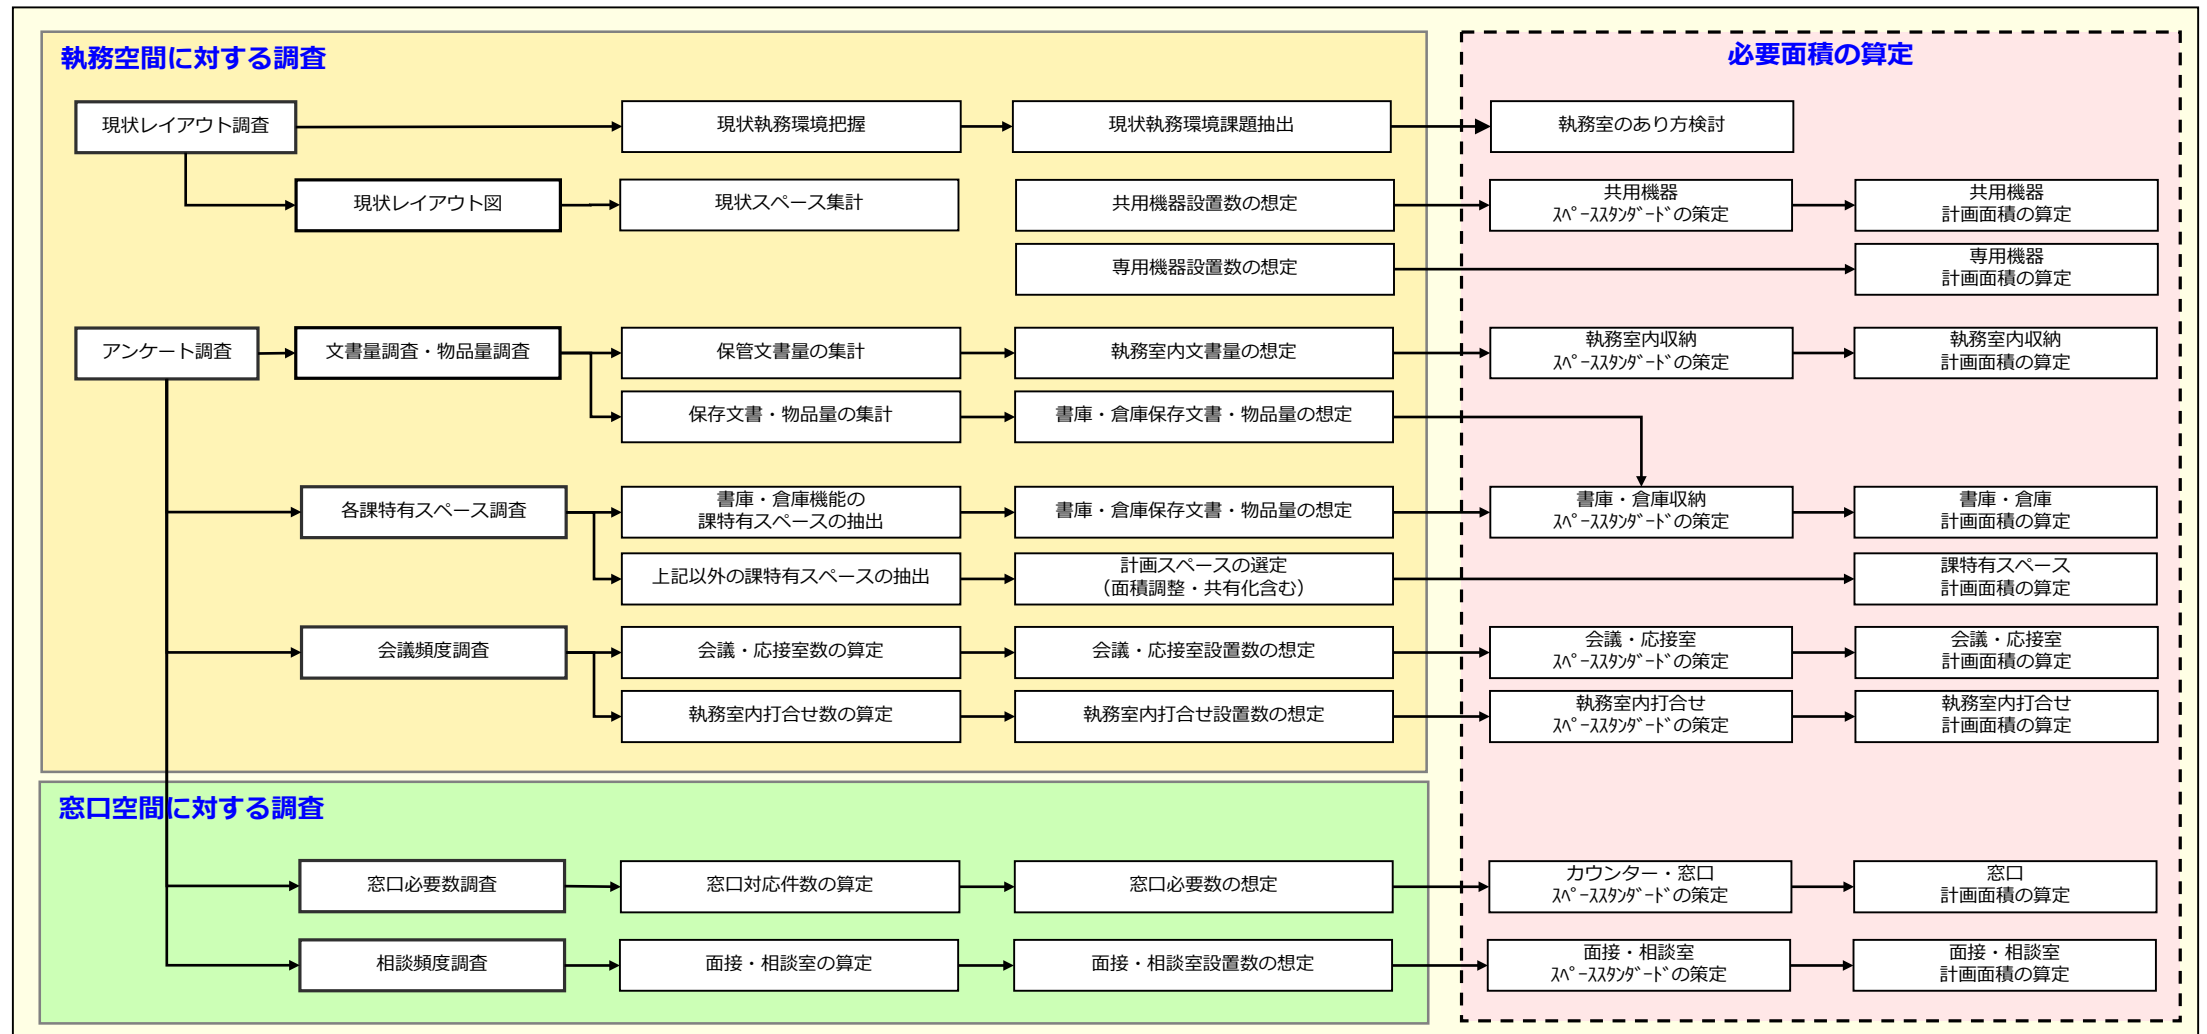 執務空間に対する調査
必要面積の算定
現状レイアウト調査
現状執務環境把握
現状執務環境課題抽出
執務室のあり方検討
現状レイアウト図
現状スペース集計
共用機器設置数の想定
共用機器
ｽﾍﾟｰｽｽﾀﾝﾀﾞｰﾄﾞの策定
共用機器
計画面積の算定
専用機器設置数の想定
専用機器
計画面積の算定
アンケート調査
文書量調査・物品量調査
保管文書量の集計
執務室内文書量の想定
執務室内収納
ｽﾍﾟｰｽｽﾀﾝﾀﾞｰﾄﾞの策定
執務室内収納
計画面積の算定
保存文書・物品量の集計
書庫・倉庫保存文書・物品量の想定
各課特有スペース調査
書庫・倉庫機能の
課特有スペースの抽出
書庫・倉庫保存文書・物品量の想定
書庫・倉庫収納
ｽﾍﾟｰｽｽﾀﾝﾀﾞｰﾄﾞの策定
書庫・倉庫
計画面積の算定
上記以外の課特有スペースの抽出
計画スペースの選定
（面積調整・共有化含む）
課特有スペース
計画面積の算定
会議頻度調査
会議・応接室数の算定
会議・応接室設置数の想定
会議・応接室
ｽﾍﾟｰｽｽﾀﾝﾀﾞｰﾄﾞの策定
会議・応接室
計画面積の算定
執務室内打合せ数の算定
執務室内打合せ設置数の想定
執務室内打合せ
ｽﾍﾟｰｽｽﾀﾝﾀﾞｰﾄﾞの策定
執務室内打合せ
計画面積の算定
窓口空間に対する調査
窓口必要数調査
窓口対応件数の算定
窓口必要数の想定
カウンター・窓口
ｽﾍﾟｰｽｽﾀﾝﾀﾞｰﾄﾞの策定
窓口
計画面積の算定
相談頻度調査
面接・相談室の算定
面接・相談室設置数の想定
面接・相談室
ｽﾍﾟｰｽｽﾀﾝﾀﾞｰﾄﾞの策定
面接・相談室
計画面積の算定